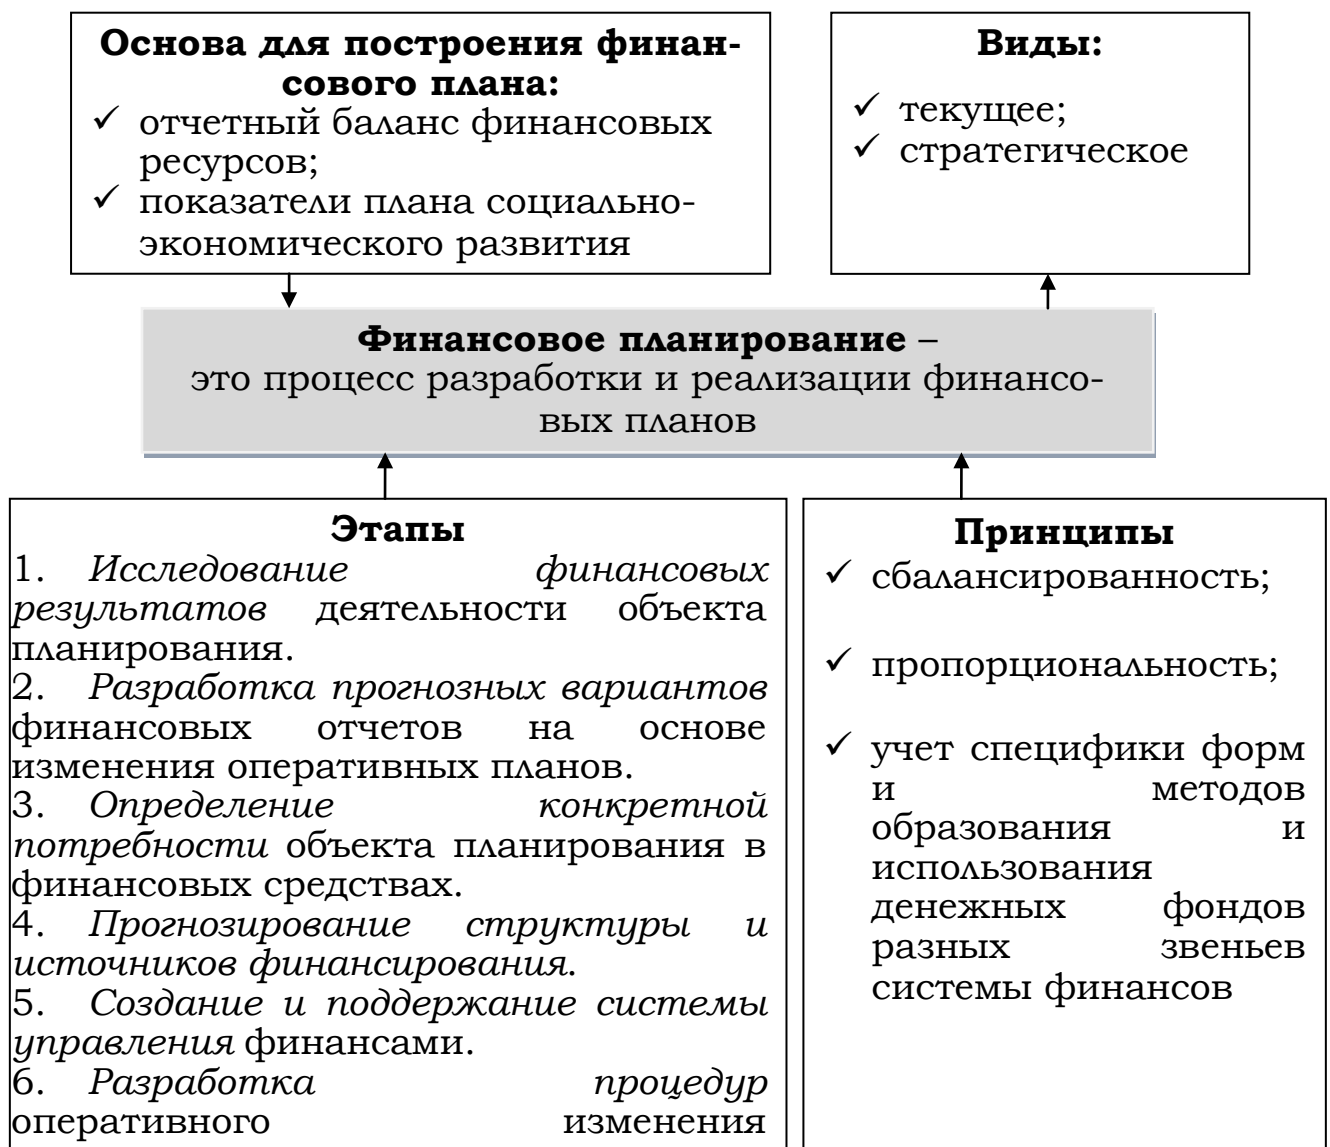 Основа для построения финан-
сового плана:
✓ отчетный баланс финансовых
ресурсов;
✓ показатели плана социально-
экономического развития
Виды:
✓ текущее;
✓ стратегическое
Финансовое планирование –
это процесс разработки и реализации финансо-
вых планов
Этапы
1. Исследование финансовых
результатов деятельности объекта
планирования.
2. Разработка прогнозных вариантов
финансовых отчетов на основе
изменения оперативных планов.
3. Определение конкретной
потребности объекта планирования в
финансовых средствах.
4. Прогнозирование структуры и
источников финансирования.
5. Создание и поддержание системы
управления финансами.
6. Разработка процедур
оперативного изменения
Принципы
✓ сбалансированность;
✓ пропорциональность;
✓ учет специфики форм
и методов
образования и
использования
денежных фондов
разных звеньев
системы финансов